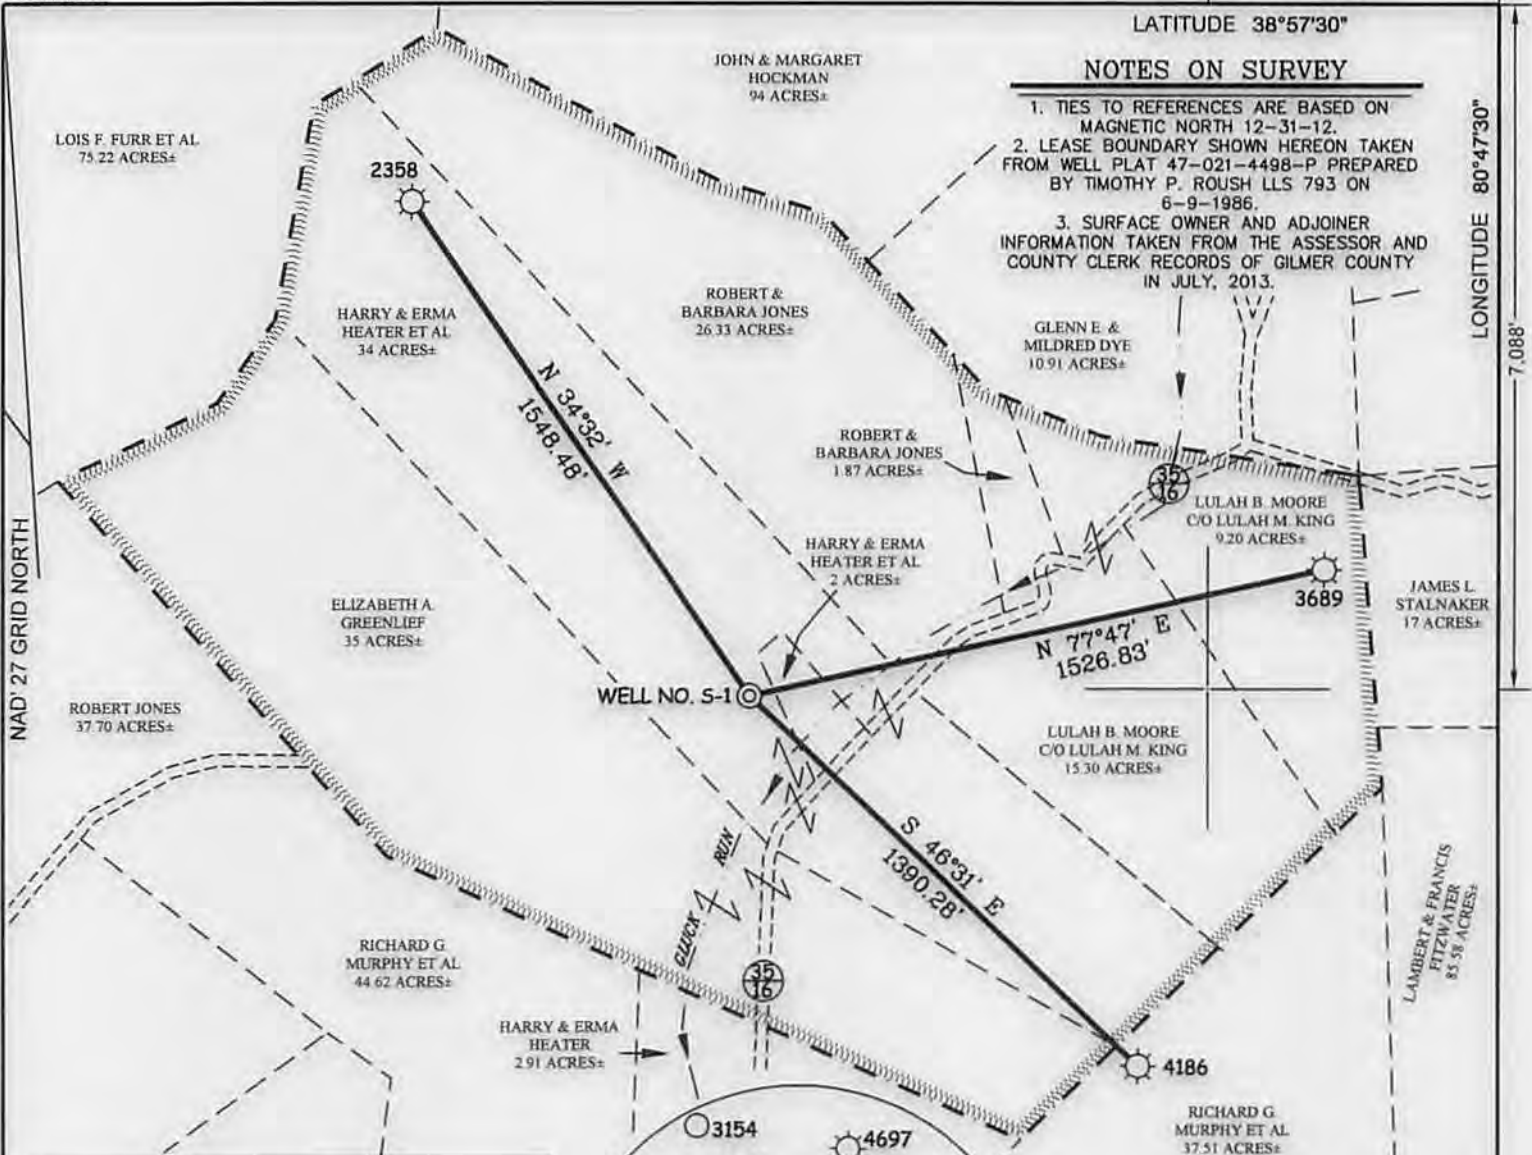 LATITUDE 38°57'30"
NOTES ON SURVEY
1. TIES TO REFERENCES ARE BASED ON
MAGNETIC NORTH 12-31-12.
2. LEASE BOUNDARY SHOWN HEREON TAKEN
FROM WELL PLAT 47-021-4498-P PREPARED
BY TIMOTHY P. ROUSH LLS 793 ON
6-9-1986.
3. SURFACE OWNER AND ADJOINER
INFORMATION TAKEN FROM THE ASSESSOR AND
COUNTY CLERK RECORDS OF GILMER COUNTY
IN JULY, 2013.
LONGITUDE 80°47'30"
7,088'
JOHN & MARGARET
HOCKMAN
94 ACRES±
LOIS F. FURR ET AL
75.22 ACRES±
2358
HARRY & ERMA
HEATER ET AL
34 ACRES±
ROBERT &
BARBARA JONES
26.33 ACRES±
GLENN E. &
MILDRED DYE
10.91 ACRES±
N 34°32' W
1548.48'
ROBERT &
BARBARA JONES
1.87 ACRES±
35
16
LULAH B. MOORE
C/O LULAH M. KING
9.20 ACRES±
HARRY & ERMA
HEATER ET AL
2 ACRES±
3689
JAMES L.
STALNAKER
17 ACRES±
NAD' 27 GRID NORTH
ELIZABETH A.
GREENLIEF
35 ACRES±
N 77°47' E
1526.83'
WELL NO. S-1
ROBERT JONES
37.70 ACRES±
LULAH B. MOORE
C/O LULAH M. KING
15.30 ACRES±
S 46°31' E
1390.28'
CLUCK RUN
LAMBERT & FRANCIS
FITZWATER
85.58 ACRES±
RICHARD G.
MURPHY ET AL
44.62 ACRES±
35
16
HARRY & ERMA
HEATER
2.91 ACRES±
4186
3154
4697
RICHARD G.
MURPHY ET AL
37.51 ACRES±